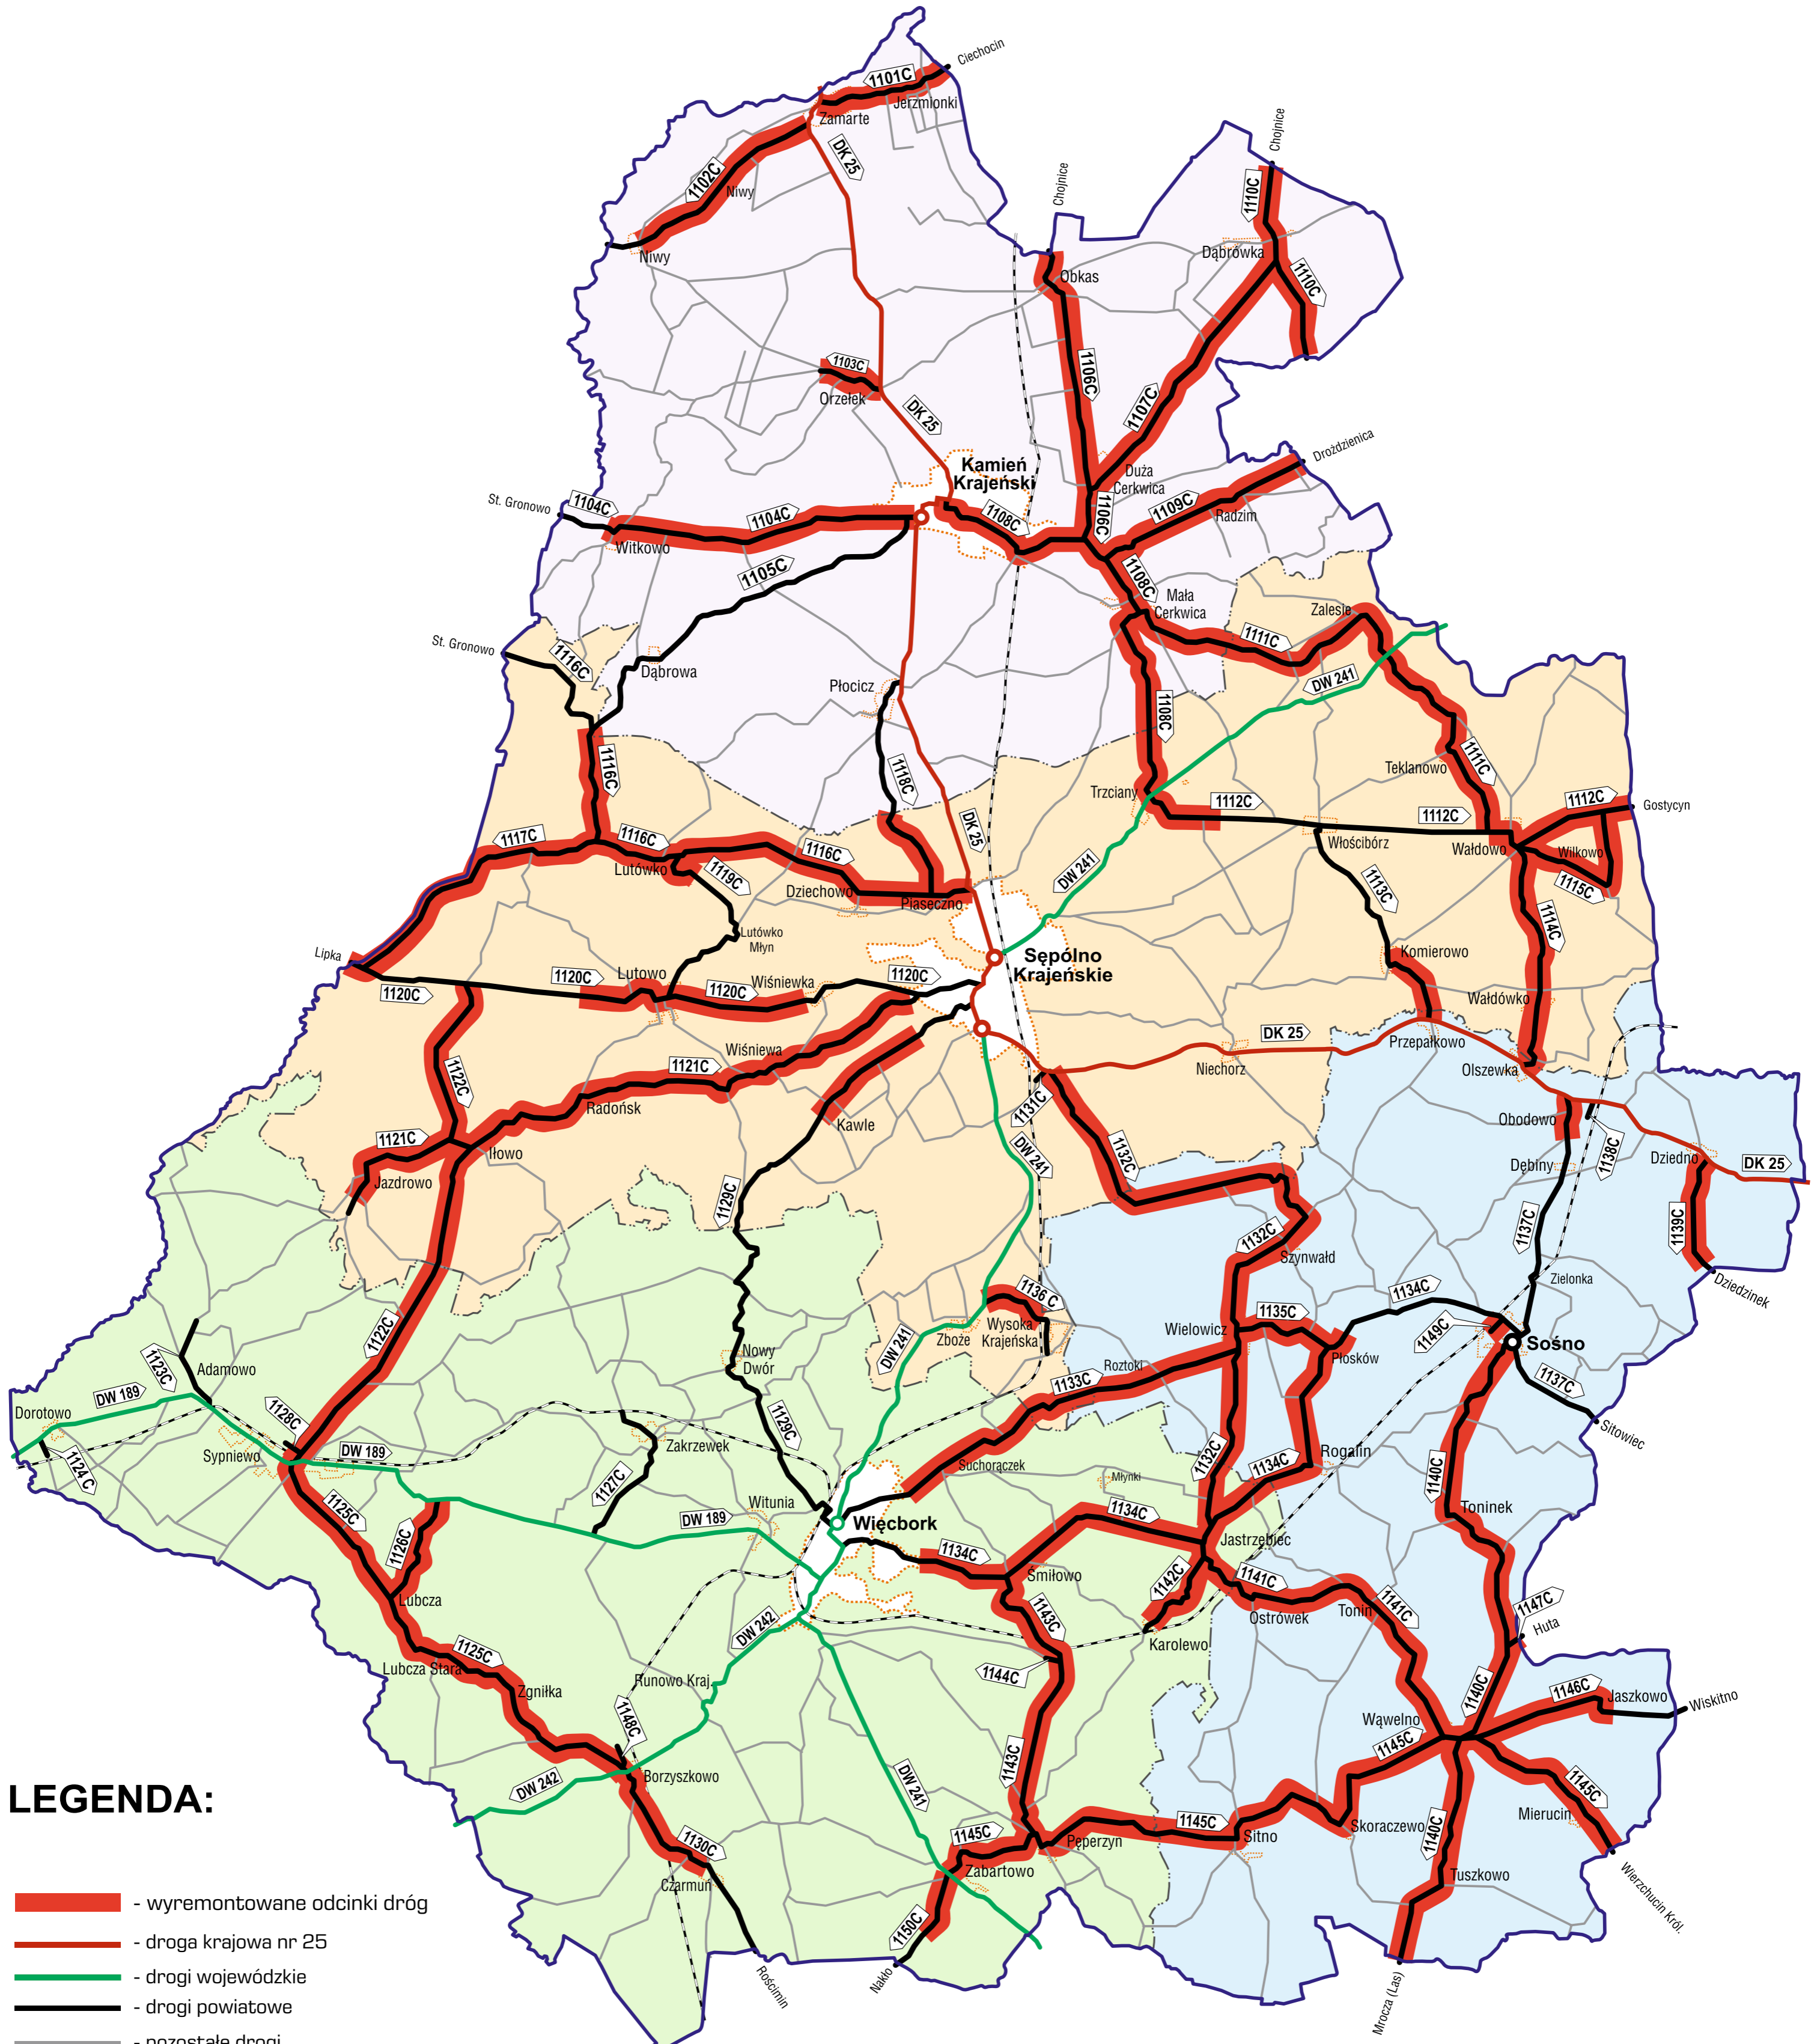 Ciechocin
1101C
Jerzmionki
Zamarte
DK 25
1102C
Niwy
Niwy
Chojnice
Chojnice
1110C
Dąbrówka
1110C
Obkas
1103C
Orzełek
DK 25
1106C
1107C
Kamień
Krajeński
Duża
Cerkwica
Drożdzienica
St. Gronowo
1104C
1104C
Witkowo
1108C
1106C
1109C
Radzim
1105C
1108C
Mała
Cerkwica
Zalesie
1111C
St. Gronowo
1116C
Dąbrowa
Płocicz
DW 241
1108C
1116C
1118C
Teklanowo
1111C
Trzciany
1112C
1112C
1112C
Gostycyn
DK 25
Włościbórz
Wałdowo
Wilkowo
1115C
1117C
1116C
Lutówko
1116C
1119C
Dziechowo
Piaseczno
DW 241
1113C
1114C
Lutówko
Młyn
Komierowo
Lipka
Sępólno
Krajeńskie
1120C
1120C
Lutowo
1120C
Wiśniewka
1120C
Wałdówko
DK 25
Przepałkowo
Niechorz
Olszewka
Wiśniewa
1121C
Radońsk
1122C
Kawle
1131C
Obodowo
1138C
1121C
Iłowo
Jazdrowo
DW 241
1132C
Dębiny
Dziedno
DK 25
1129C
1137C
1139C
1132C
Szynwałd
Dziedzinek
Zielonka
1136 C
Wysoka
Krajeńska
Zboże
1134C
1135C
Wielowicz
1149C
Sośno
Płosków
1122C
DW 241
Nowy
Dwór
Roztoki
1133C
1123C
Adamowo
DW 189
Dorotowo
1137C
Sitowiec
1128C
DW 189
Sypniewo
1124 C
Zakrzewek
1129C
1127C
Suchorączek
Młynki
1132C
1134C
Rogalin
1140C
Toninek
Witunia
DW 189
Więcbork
1125C
1126C
1134C
1134C
Jastrzębiec
Śmiłowo
1142C
1141C
Ostrówek
Tonin
1141C
1147C
Huta
Lubcza
DW 242
1143C
Karolewo
1144C
1125C
Lubcza Stara
Zgniłka
Runowo Kraj.
1148C
1140C
1146C
Jaszkowo
Wiskitno
Wąwelno
1145C
DW 242
Borzyszkowo
DW 241
1143C
1145C
Mierucin
1145C
Sitno
Skoraczewo
1140C
1145C
Pęperzyn
Zabartowo
1130C
Czarmuń
Tuszkowo
Wierzchucin Król.
1150C
Nakło
Rościmin
Mrocza (Las)
LEGENDA:
- wyremontowane odcinki dróg
- droga krajowa nr 25
- drogi wojewódzkie
- drogi powiatowe
- pozostałe drogi